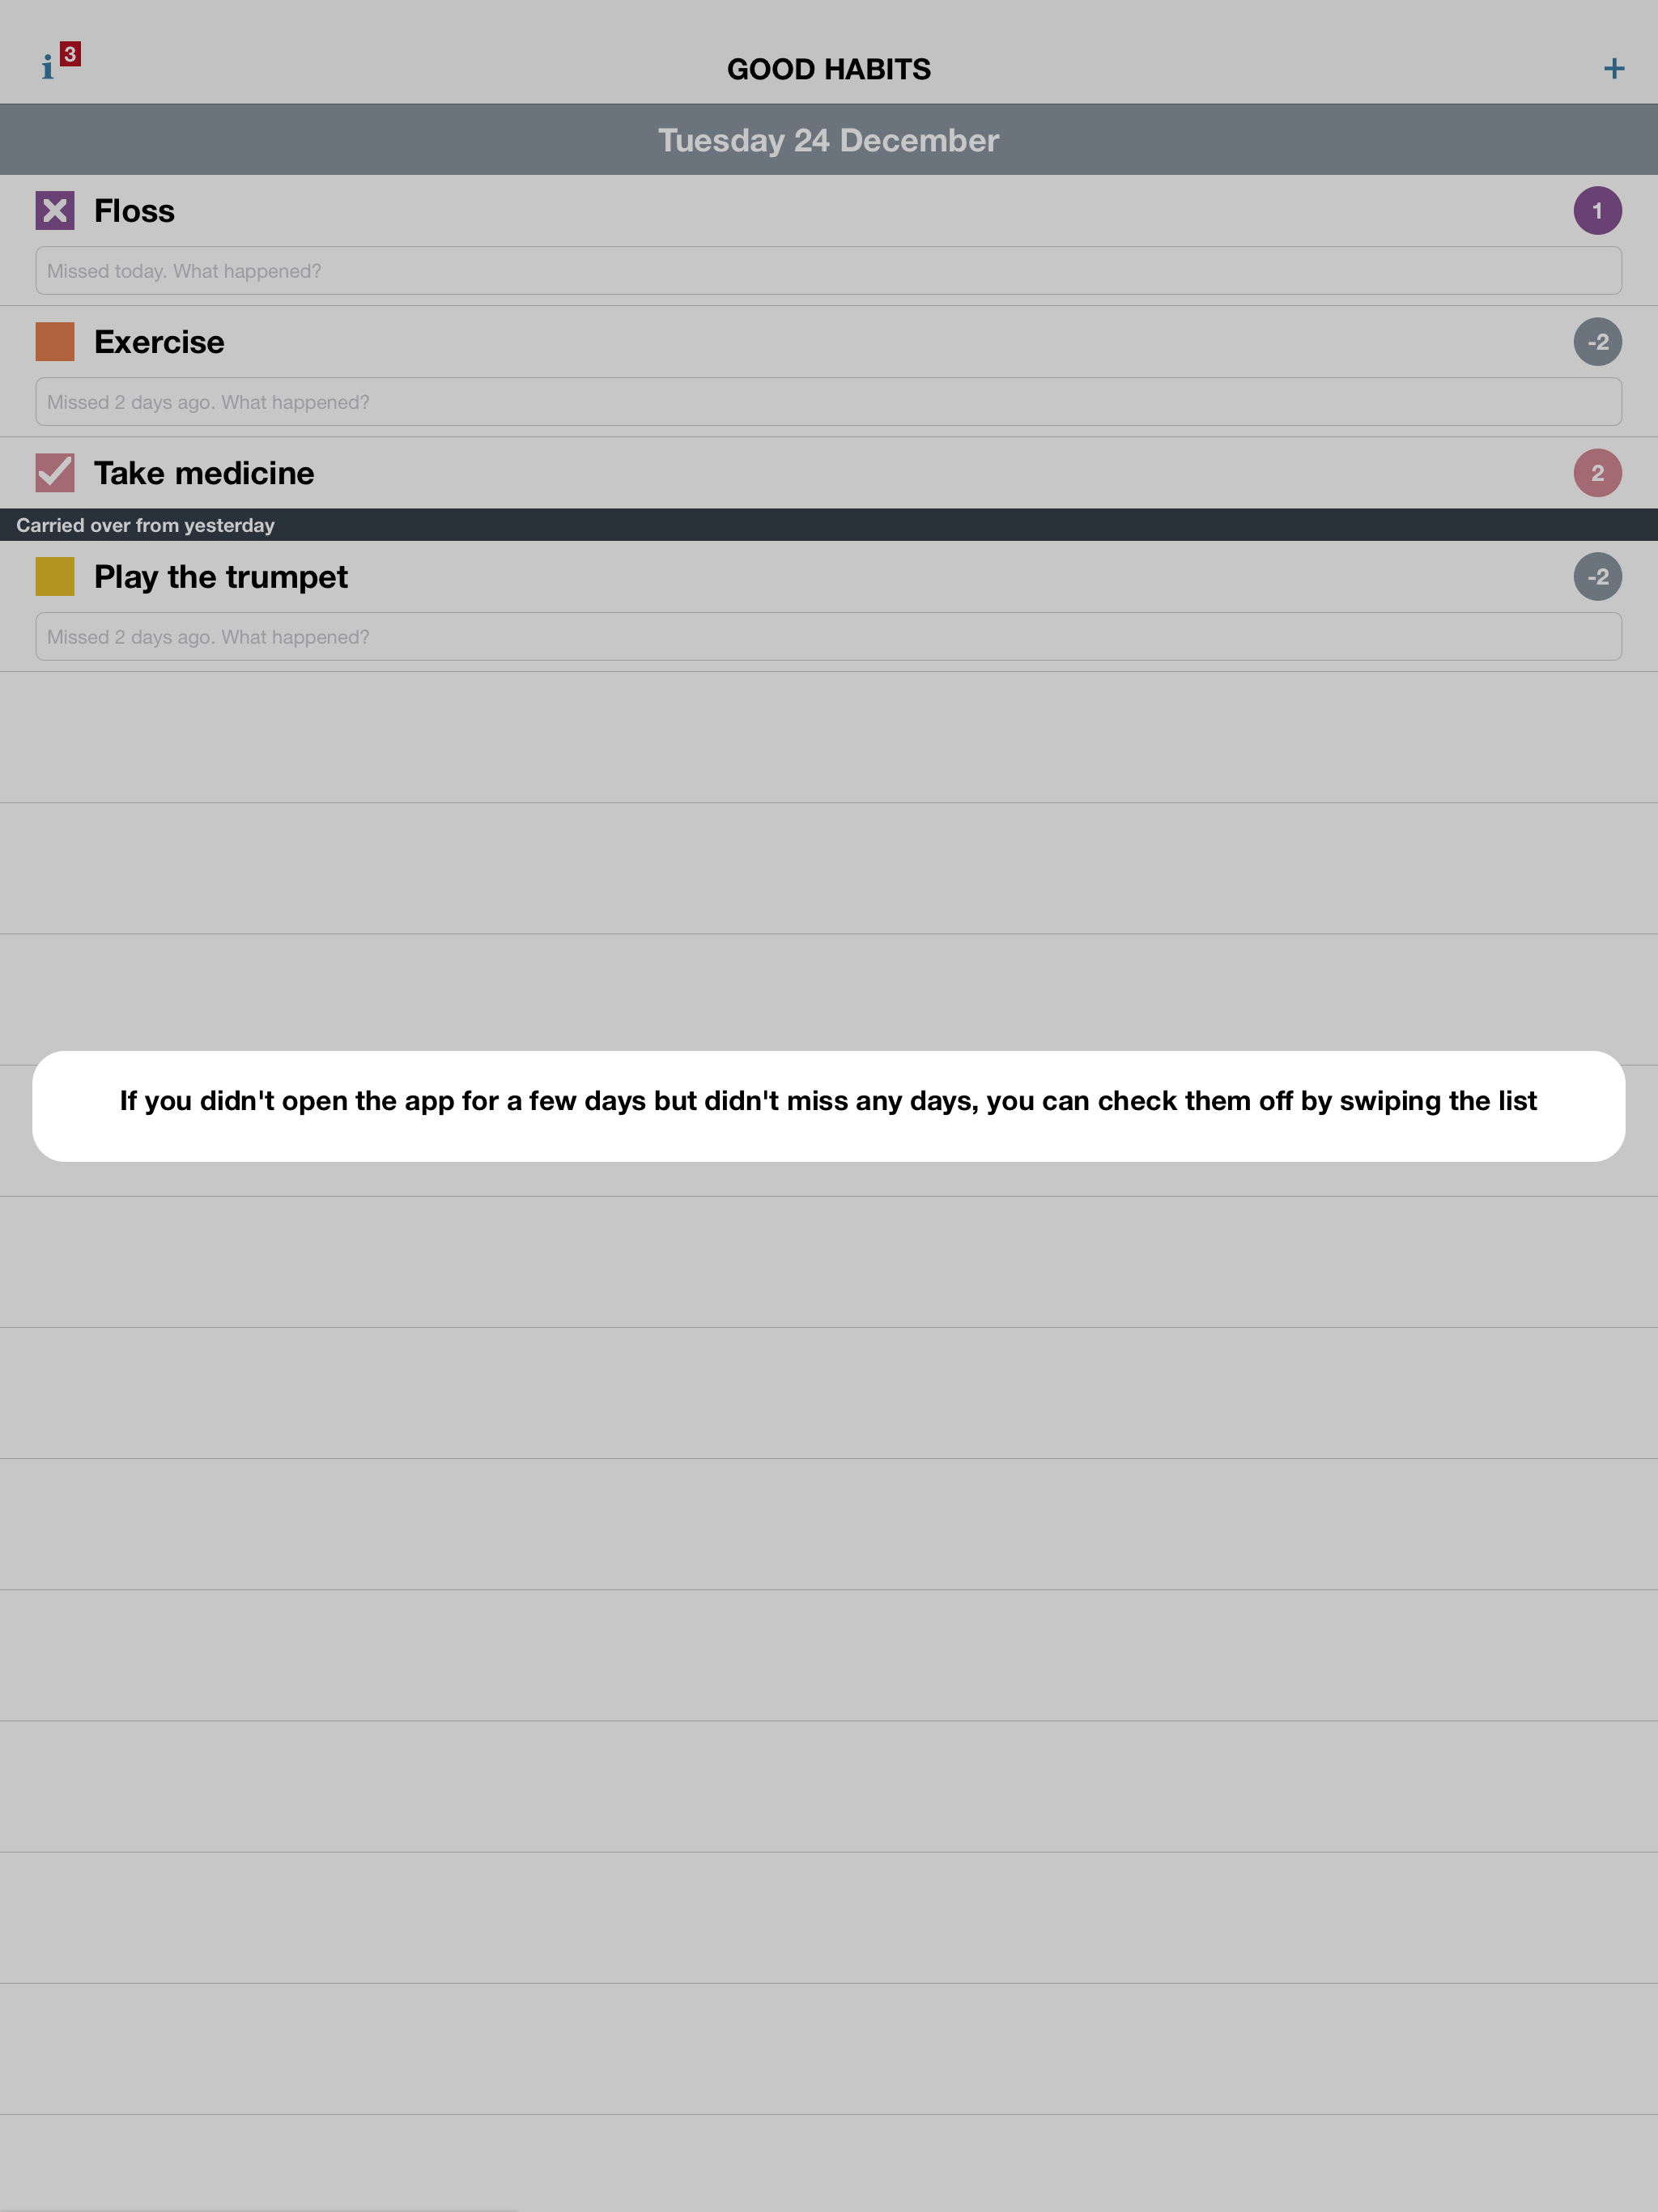 i 3
GOOD HABITS
+
Tuesday 24 December
Floss 1
Missed today. What happened?
Exercise -2
Missed 2 days ago. What happened?
Take medicine 2
Carried over from yesterday
Play the trumpet -2
Missed 2 days ago. What happened?
If you didn't open the app for a few days but didn't miss any days, you can check them off by swiping the list